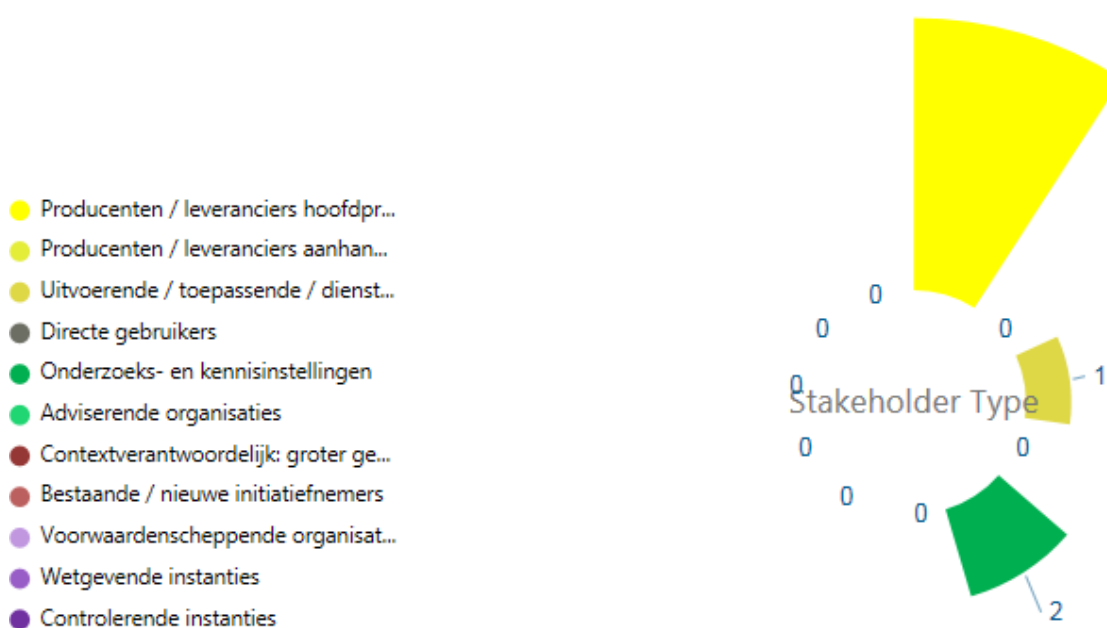 Producenten / leveranciers hoofdpr...
Producenten / leveranciers aanhan...
Uitvoerende / toepassende / dienst...
Directe gebruikers
Onderzoeks- en kennisinstellingen
Adviserende organisaties
Contextverantwoordelijk: groter ge...
Bestaande / nieuwe initiatiefnemers
Voorwaardenscheppende organisat...
Wetgevende instanties
Controlerende instanties
0
0
0
1
0
Stakeholder Type
0
0
0
0
2